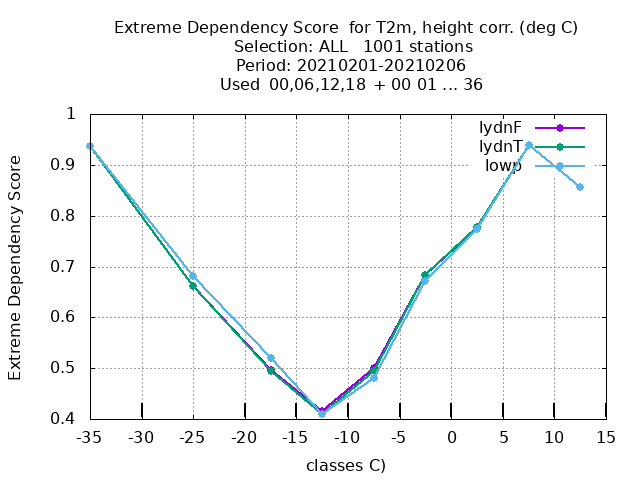 Extreme Dependency Score  for T2m, height corr. (deg C)
Selection: ALL   1001 stations
Period: 20210201-20210206
Used 00,06,12,18 + 00 01 ... 36
Extreme Dependency Score
1
0.9
0.8
0.7
0.6
0.5
0.4
lydnF
lydnT
lowp
-35 -30 -25 -20 -15 -10 -5 0 5 10 15
classes C)